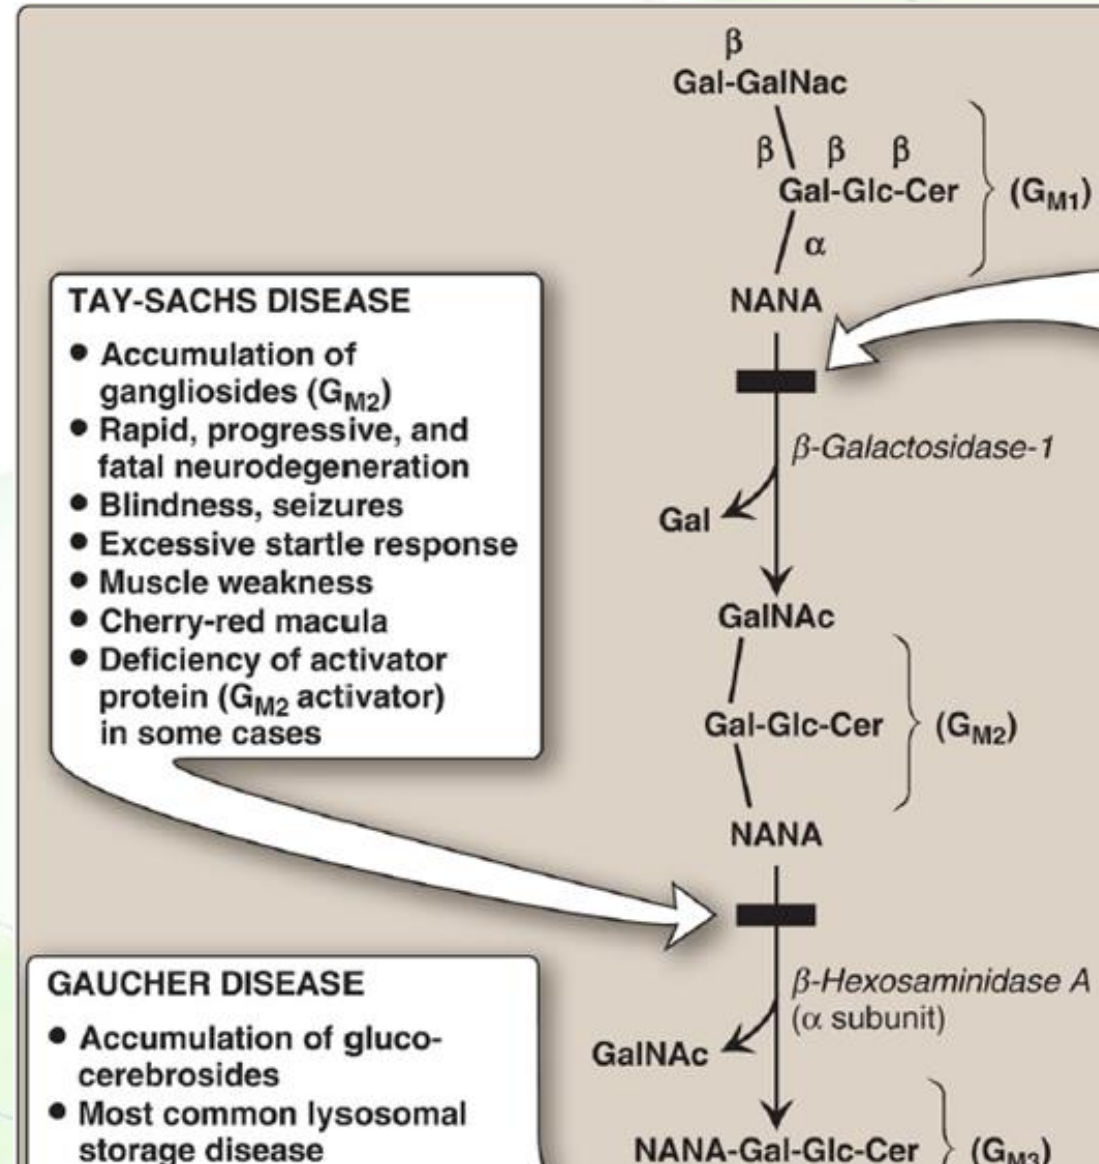 β
Gal-GalNac
β β β
Gal-Glc-Cer
(GM1)
α
NANA
β-Galactosidase-1
Gal
GalNAc
Gal-Glc-Cer
(GM2)
NANA
β-Hexosaminidase A
(α subunit)
GalNAc
NANA-Gal-Glc-Cer
(GM3)
TAY-SACHS DISEASE
● Accumulation of
gangliosides (GM2)
● Rapid, progressive, and
fatal neurodegeneration
● Blindness, seizures
● Excessive startle response
● Muscle weakness
● Cherry-red macula
● Deficiency of activator
protein (GM2 activator)
in some cases
GAUCHER DISEASE
● Accumulation of gluco-
cerebrosides
● Most common lysosomal
storage disease